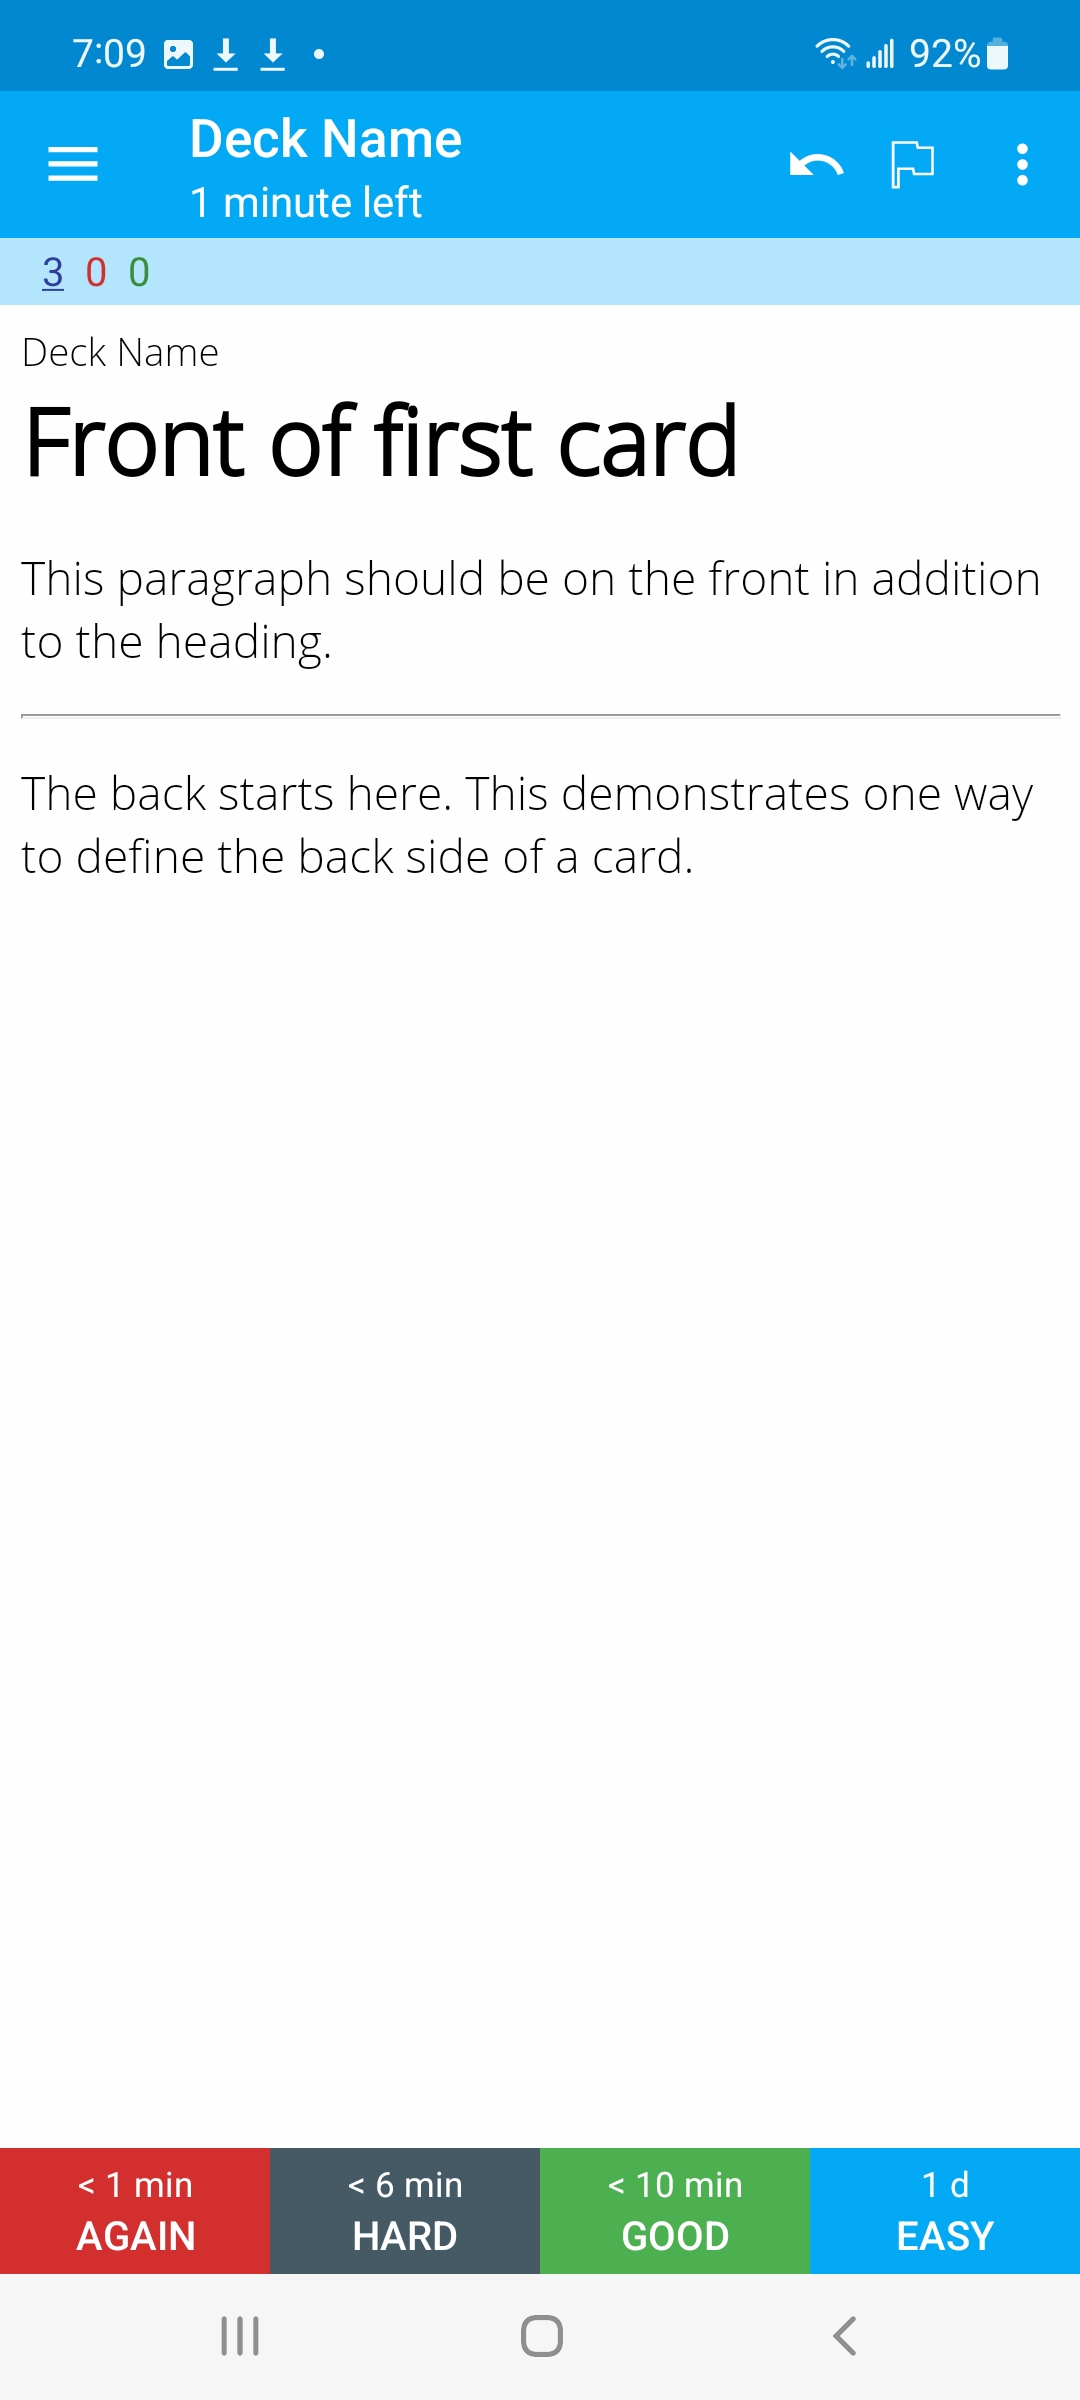 7:09
92%
Deck Name
1 minute left
3 0 0
Deck Name
Front of first card
This paragraph should be on the front in addition
to the heading.
The back starts here. This demonstrates one way
to define the back side of a card.
< 1 min < 6 min < 10 min 1 d
AGAIN HARD GOOD EASY